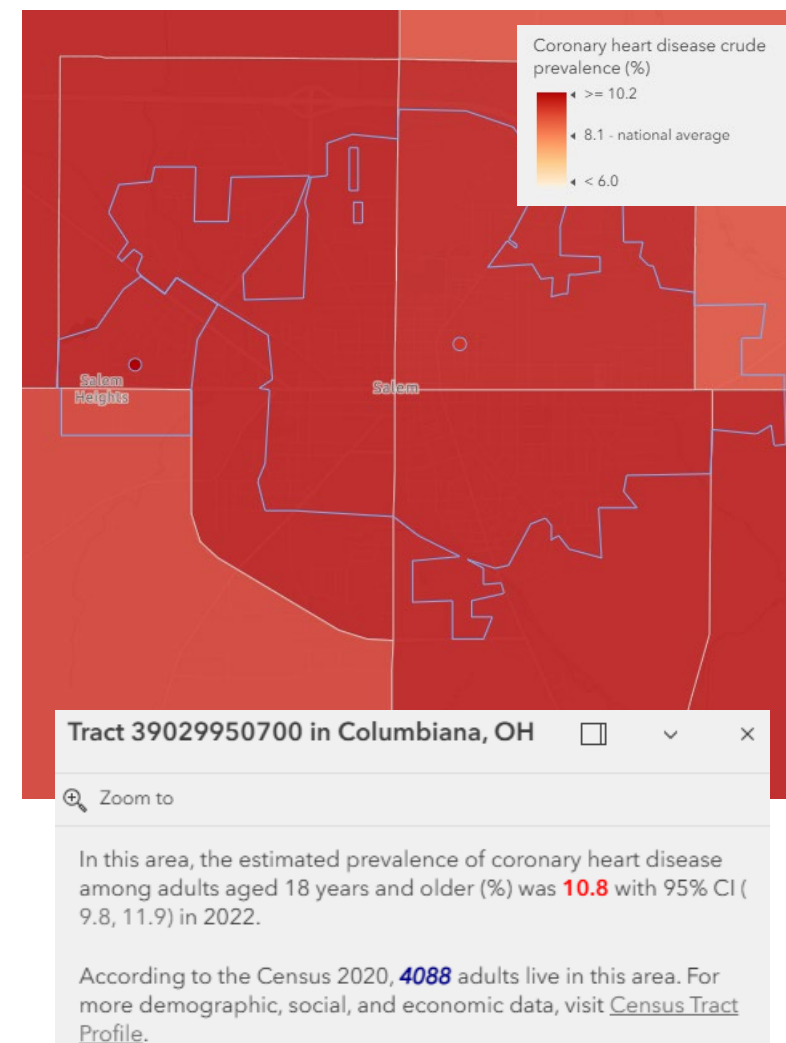 Coronary heart disease crude
prevalence (%)
>= 10.2
8.1 - national average
< 6.0
Salem
Heights
Salem
Tract 39029950700 in Columbiana, OH
Zoom to
In this area, the estimated prevalence of coronary heart disease
among adults aged 18 years and older (%) was 10.8 with 95% CI (
9.8, 11.9) in 2022.
According to the Census 2020, 4088 adults live in this area. For
more demographic, social, and economic data, visit Census Tract
Profile.